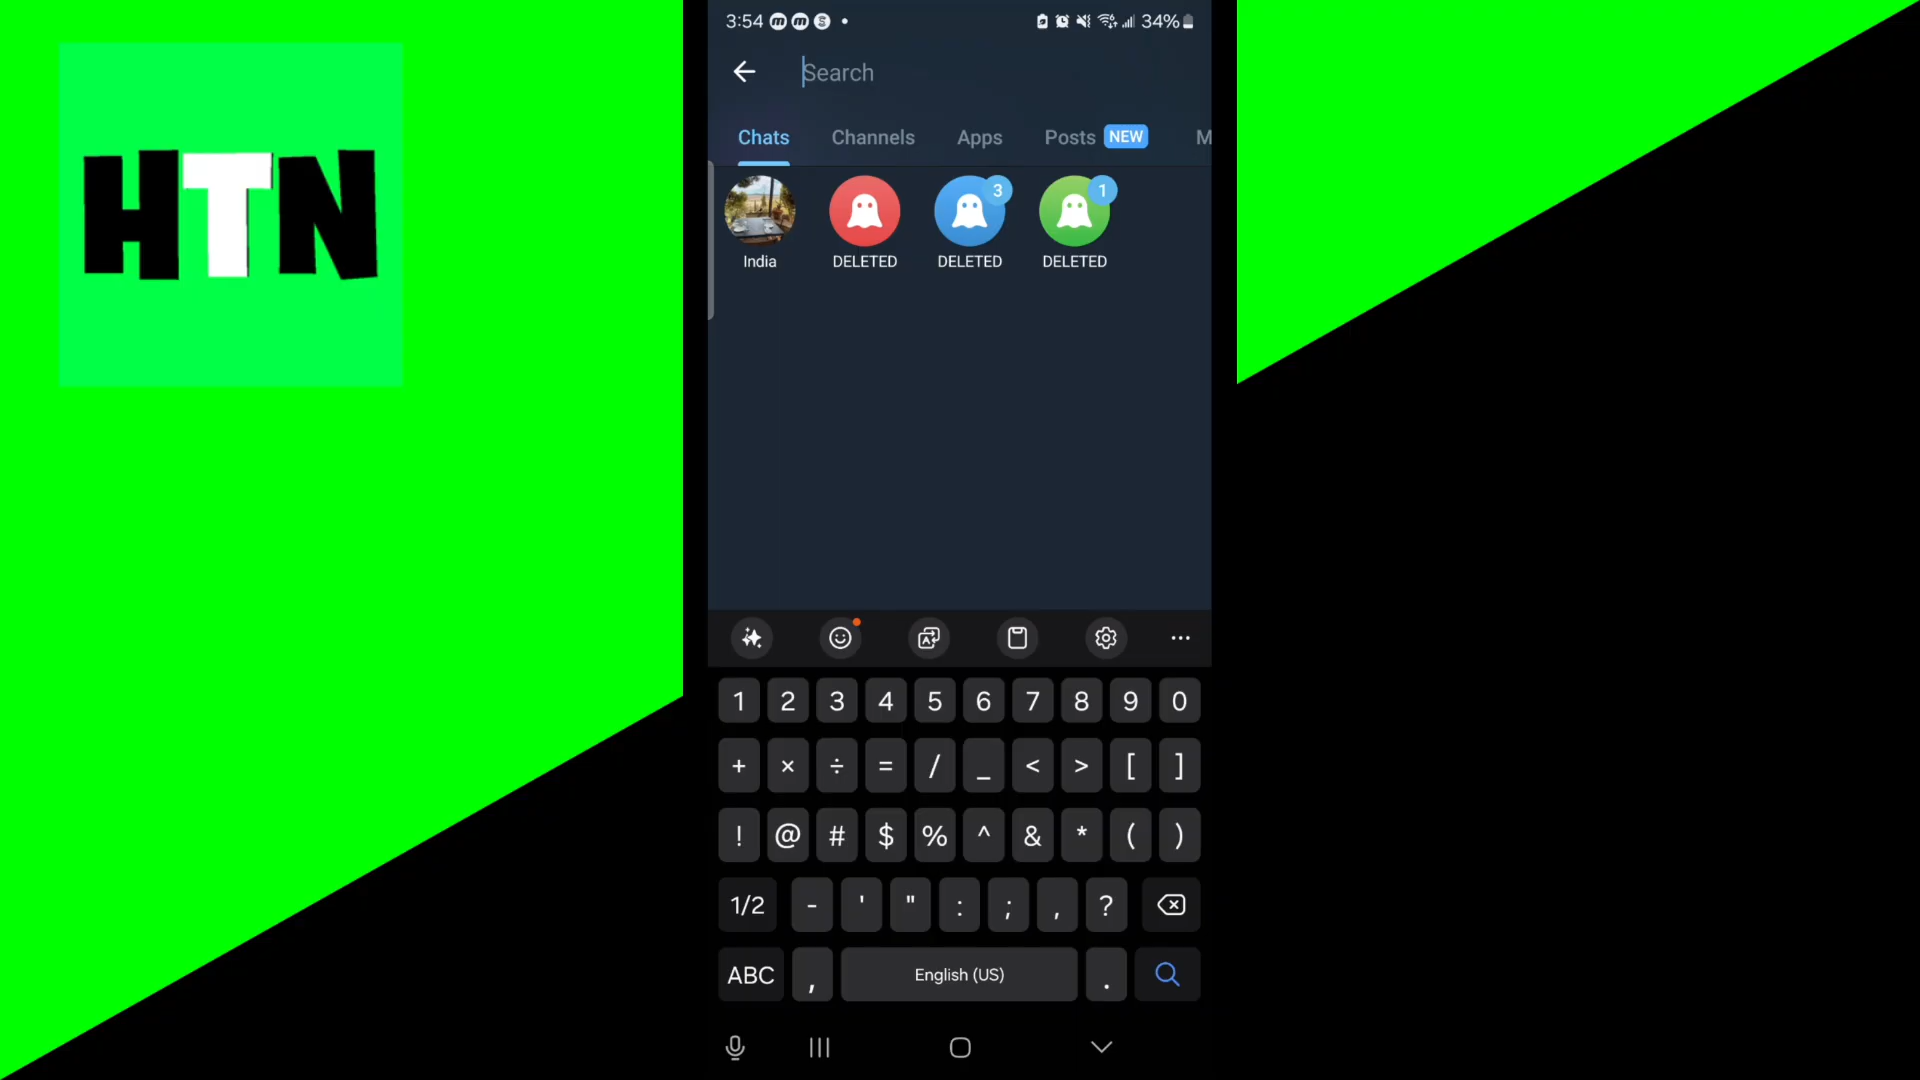 HTN
3:54 34%
Search
Chats Channels Apps Posts NEW M
3 1
India DELETED DELETED DELETED
1 2 3 4 5 6 7 8 9 0
+ × ÷ = / _ < > [ ]
! @ # $ % ^ & * ( )
1/2 - ' " : ; , ?
ABC , English (US) .